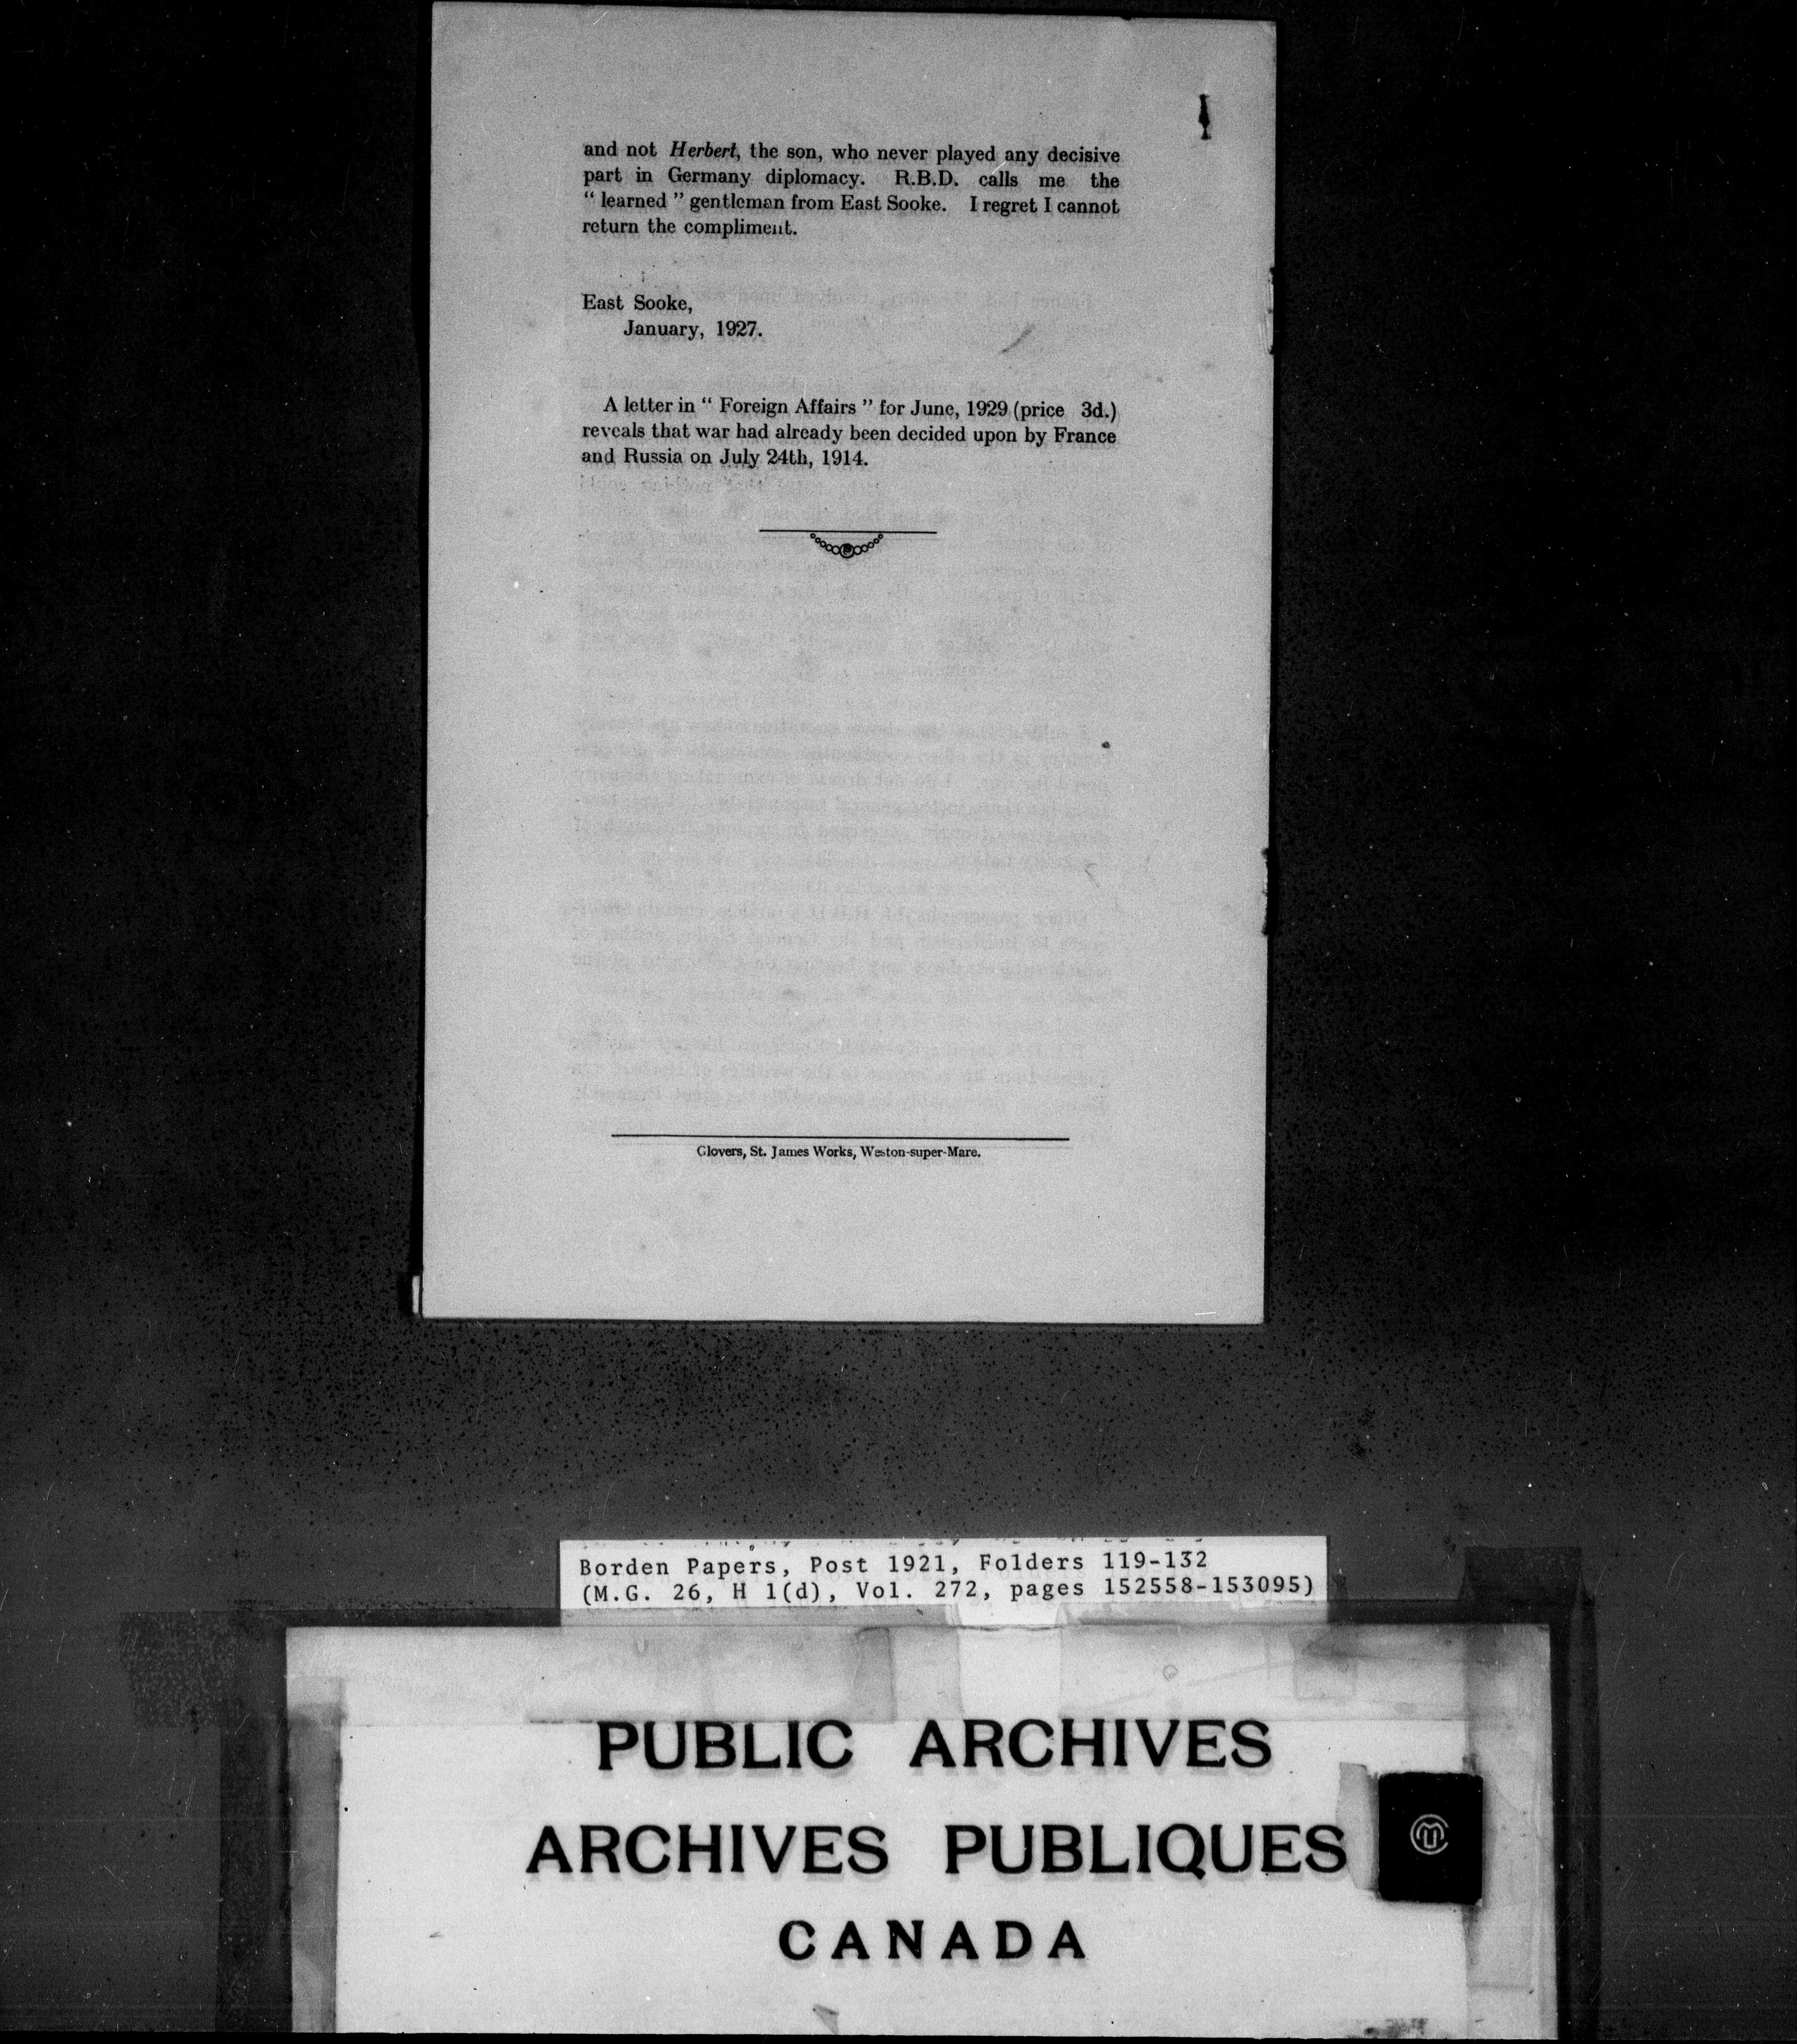 and not Herbert, the son, who never played any decisive
part in Germany diplomacy. R.B.D. calls me the
“ learned ” gentleman from East Sooke. I regret I cannot
return the compliment.
East Sooke,
January, 1927.
A letter in “ Foreign Affairs ” for June, 1929 (price 3d.)
reveals that war had already been decided upon by France
and Russia on July 24th, 1914.
Glovers, St. James Works, Weston-super-Mare.
Borden Papers, Post 1921, Folders 119-132
(M.G. 26, H 1(d), Vol. 272, pages 152558-153095)
PUBLIC ARCHIVES
ARCHIVES PUBLIQUES
CANADA